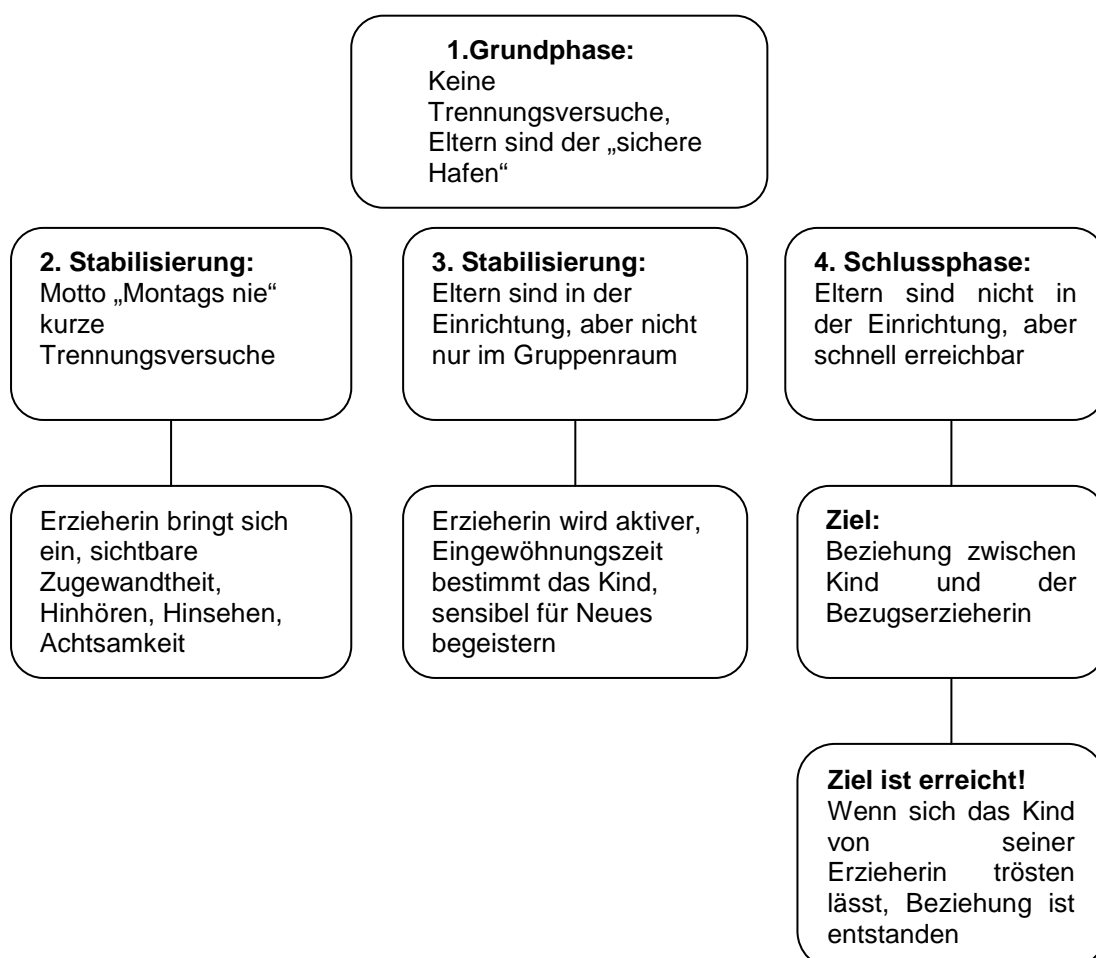 1.Grundphase:
Keine
Trennungsversuche,
Eltern sind der „sichere
Hafen“
2. Stabilisierung:
Motto „Montags nie“
kurze
Trennungsversuche
3. Stabilisierung:
Eltern sind in der
Einrichtung, aber nicht
nur im Gruppenraum
4. Schlussphase:
Eltern sind nicht in
der Einrichtung, aber
schnell erreichbar
Erzieherin bringt sich
ein, sichtbare
Zugewandtheit,
Hinhören, Hinsehen,
Achtsamkeit
Erzieherin wird aktiver,
Eingewöhnungszeit
bestimmt das Kind,
sensibel für Neues
begeistern
Ziel:
Beziehung zwischen
Kind und der
Bezugserzieherin
Ziel ist erreicht!
Wenn sich das Kind
von seiner
Erzieherin trösten
lässt, Beziehung ist
entstanden